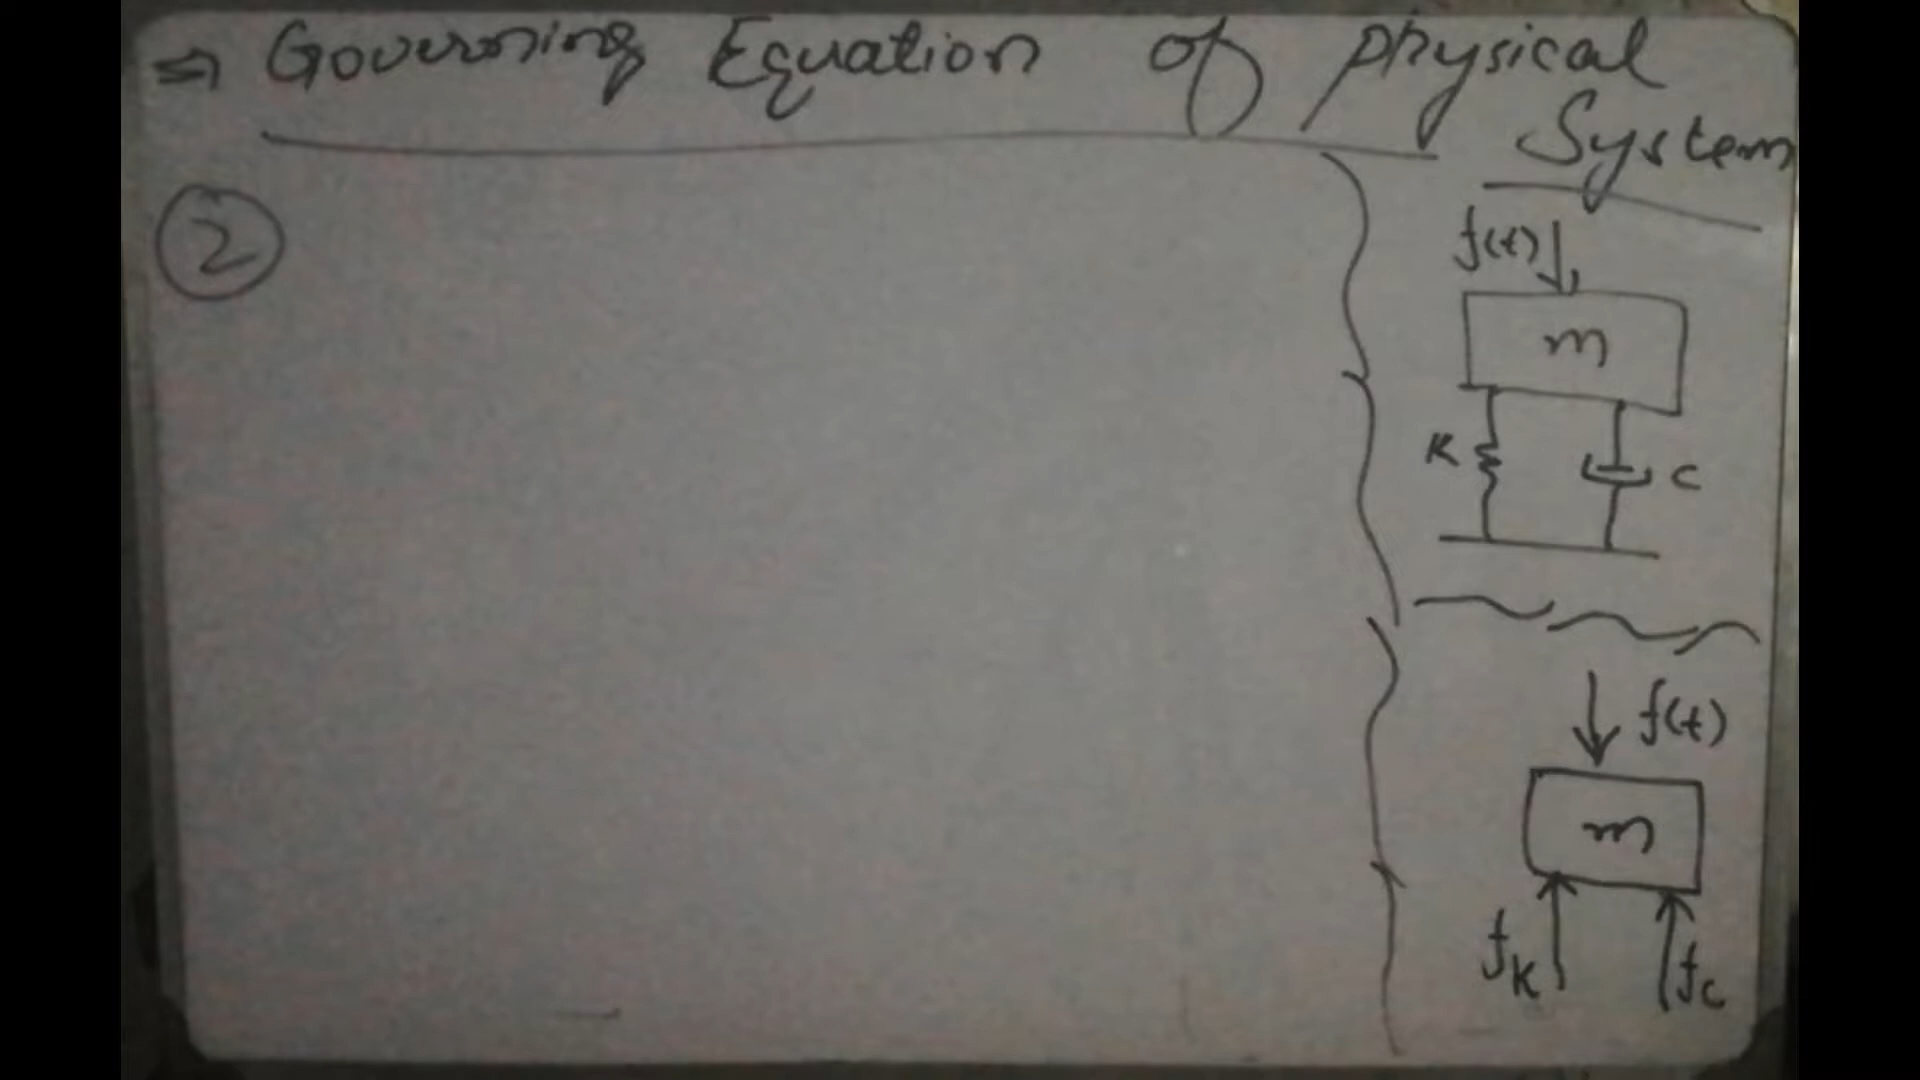 ⇒ Governing Equation of physical
System
2
f(t)
m
K
c
f(t)
m
fK
fc